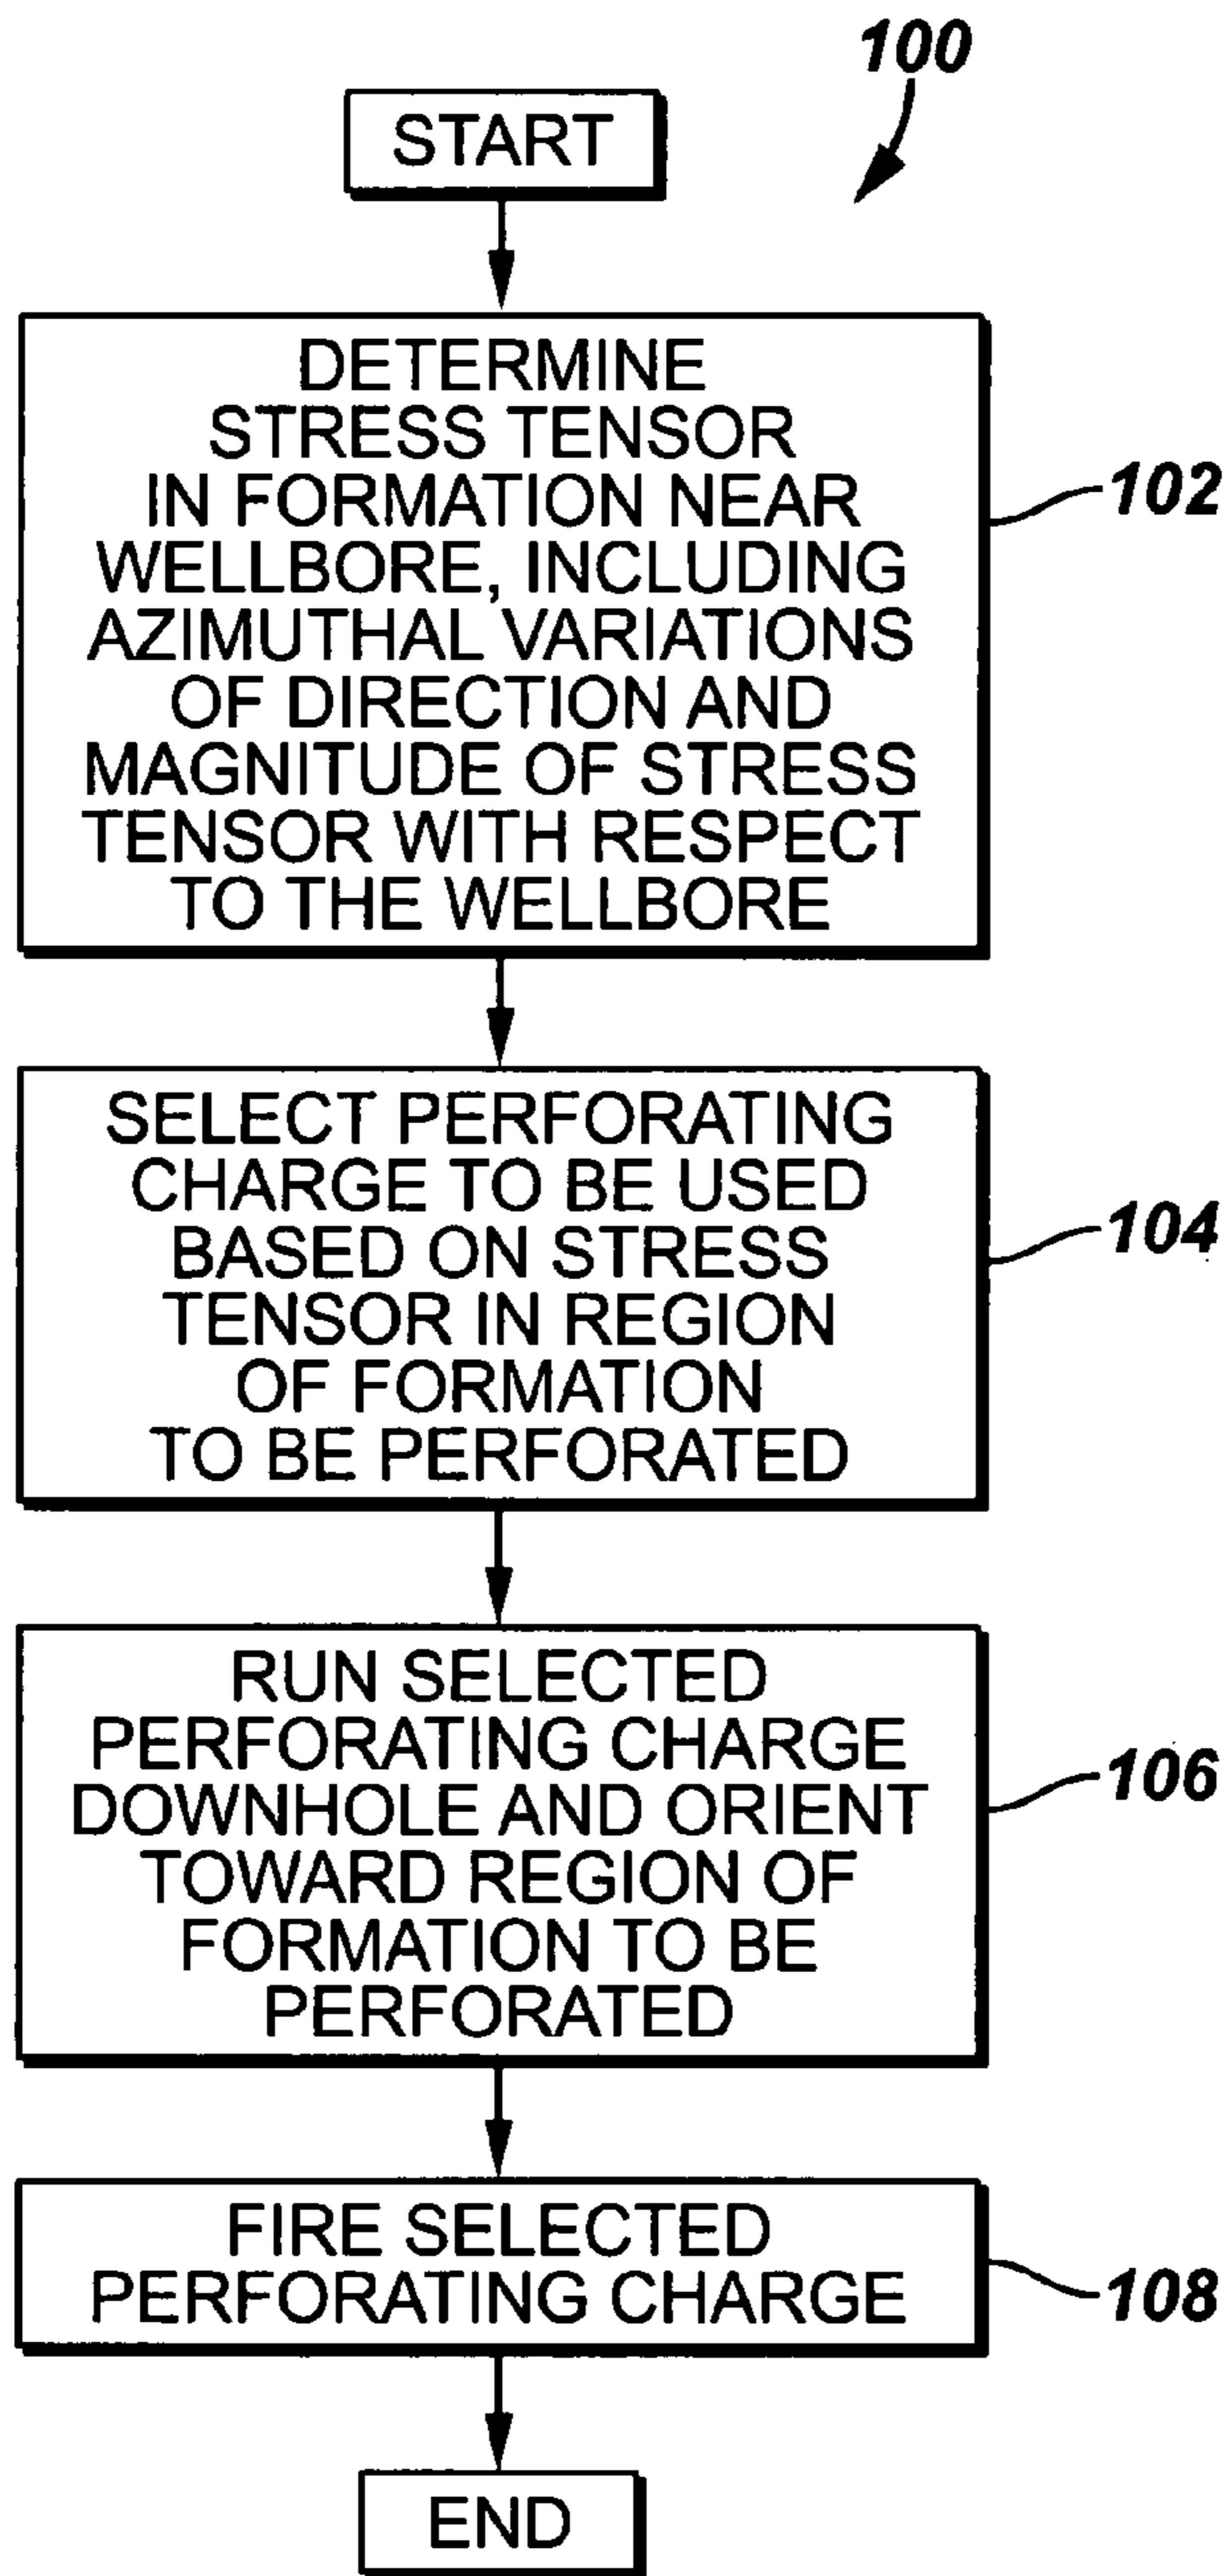 100
START
DETERMINE
STRESS TENSOR
IN FORMATION NEAR
WELLBORE, INCLUDING
AZIMUTHAL VARIATIONS
OF DIRECTION AND
MAGNITUDE OF STRESS
TENSOR WITH RESPECT
TO THE WELLBORE
102
SELECT PERFORATING
CHARGE TO BE USED
BASED ON STRESS
TENSOR IN REGION
OF FORMATION
TO BE PERFORATED
104
RUN SELECTED
PERFORATING CHARGE
DOWNHOLE AND ORIENT
TOWARD REGION OF
FORMATION TO BE
PERFORATED
106
FIRE SELECTED
PERFORATING CHARGE
108
END